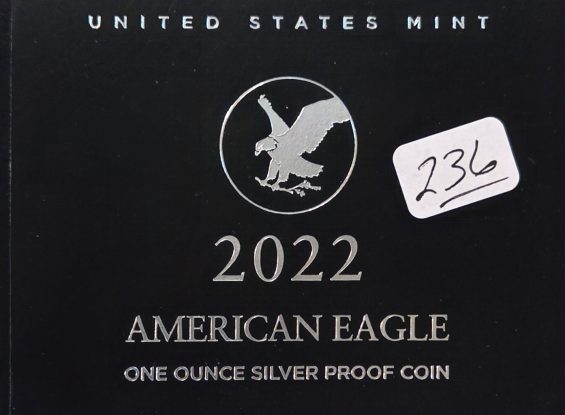 UNITED STATES MINT
236
2022
AMERICAN EAGLE
ONE OUNCE SILVER PROOF COIN